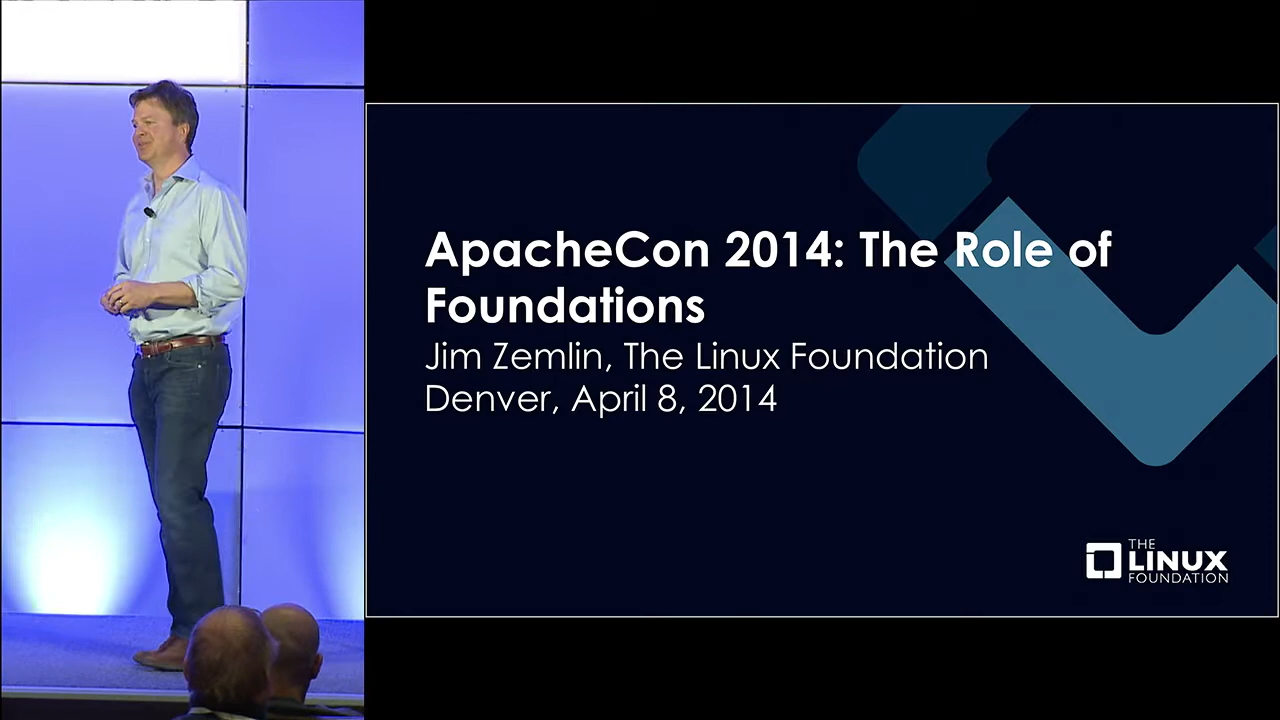 ApacheCon 2014: The Role of
Foundations
Jim Zemlin, The Linux Foundation
Denver, April 8, 2014
THE
LINUX
FOUNDATION